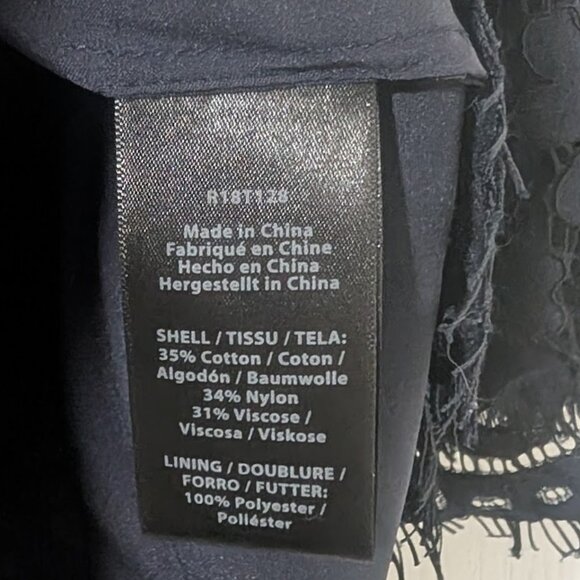 R18T128
Made in China
Fabriqué en Chine
Hecho en China
Hergestellt in China
SHELL / TISSU / TELA:
35% Cotton / Coton /
Algodón / Baumwolle
34% Nylon
31% Viscose /
Viscosa / Viskose
LINING / DOUBLURE /
FORRO / FUTTER:
100% Polyester /
Poliéster